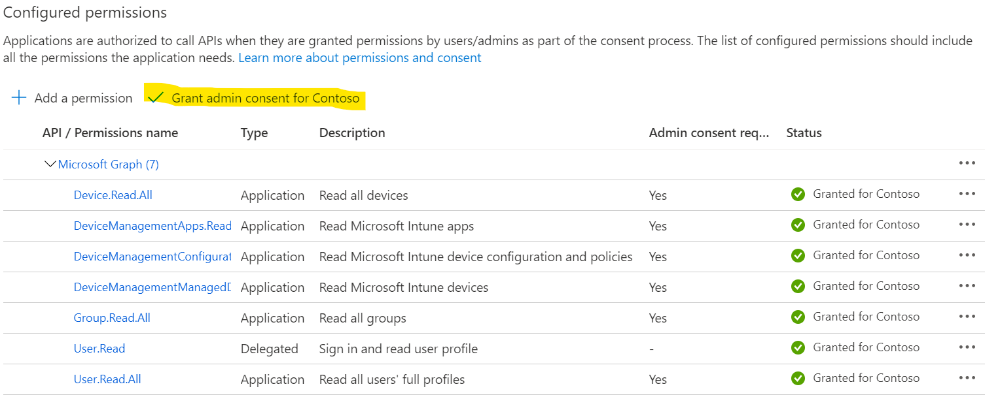 Configured permissions
Applications are authorized to call APIs when they are granted permissions by users/admins as part of the consent process. The list of configured permissions should include
all the permissions the application needs. Learn more about permissions and consent
Add a permission Grant admin consent for Contoso
API / Permissions name Type Description Admin consent req... Status
Microsoft Graph (7) •••
Device.Read.All Application Read all devices Yes Granted for Contoso •••
DeviceManagementApps.Read Application Read Microsoft Intune apps Yes Granted for Contoso •••
DeviceManagementConfigurat Application Read Microsoft Intune device configuration and policies Yes Granted for Contoso •••
DeviceManagementManagedD Application Read Microsoft Intune devices Yes Granted for Contoso •••
Group.Read.All Application Read all groups Yes Granted for Contoso •••
User.Read Delegated Sign in and read user profile - Granted for Contoso •••
User.Read.All Application Read all users' full profiles Yes Granted for Contoso •••